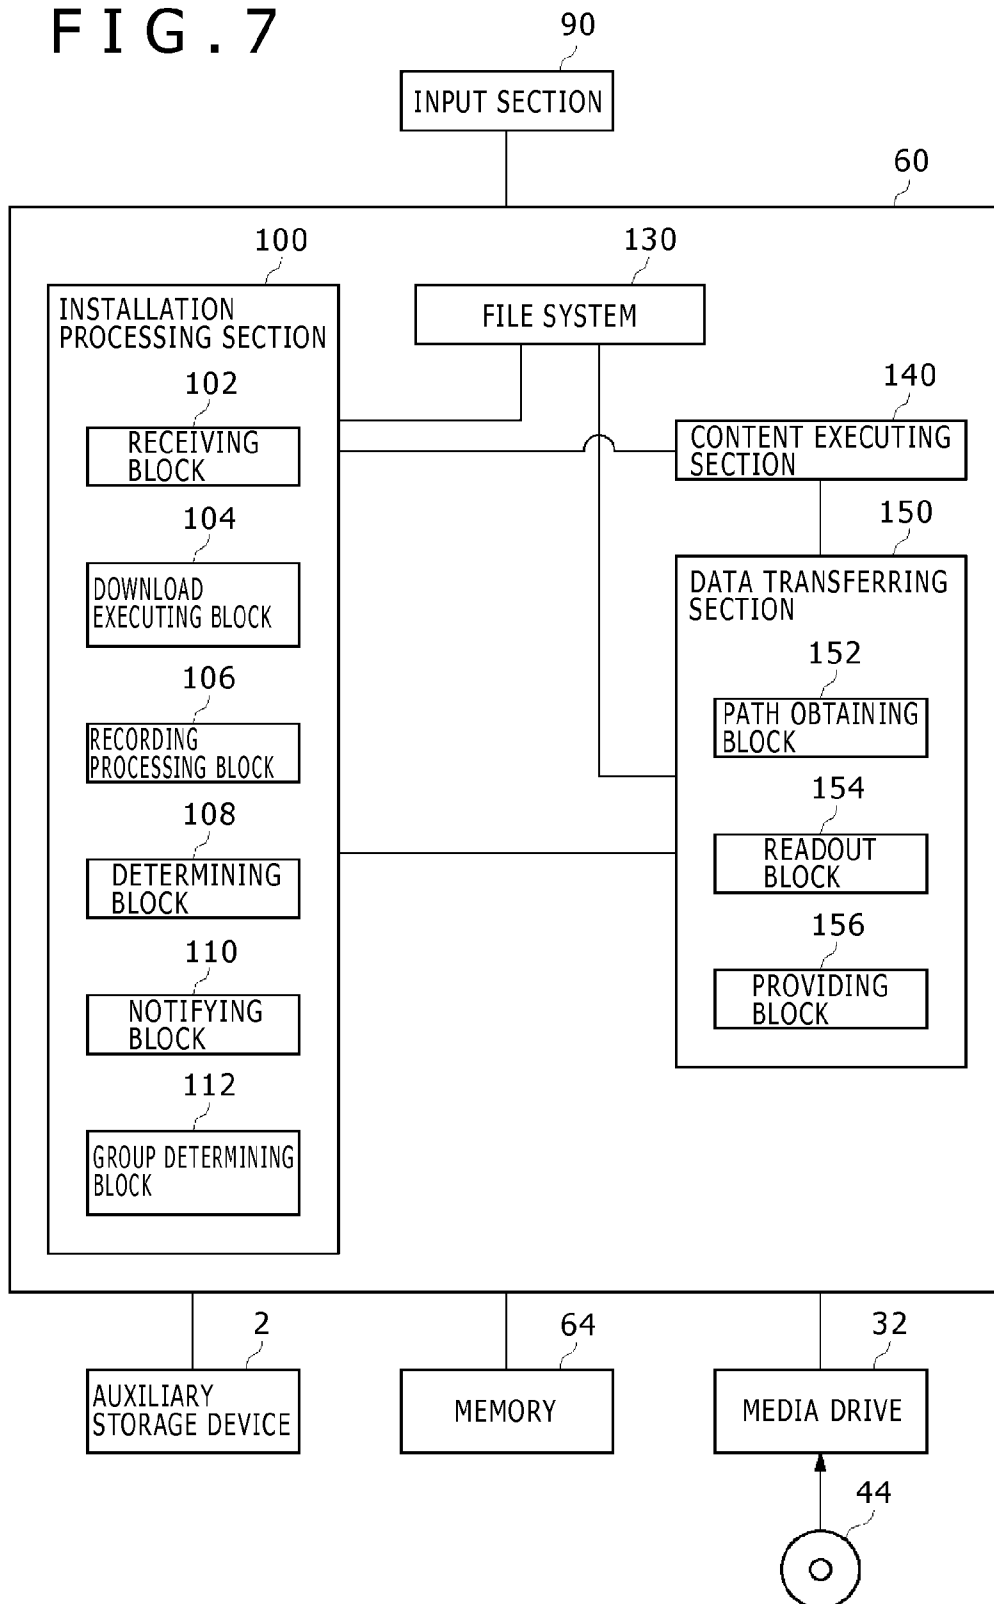 FIG.7
90
INPUT SECTION
60
100
INSTALLATION
PROCESSING SECTION
102
RECEIVING
BLOCK
104
DOWNLOAD
EXECUTING BLOCK
106
RECORDING
PROCESSING BLOCK
108
DETERMINING
BLOCK
110
NOTIFYING
BLOCK
112
GROUP DETERMINING
BLOCK
130
FILE SYSTEM
140
CONTENT EXECUTING
SECTION
150
DATA TRANSFERRING
SECTION
152
PATH OBTAINING
BLOCK
154
READOUT
BLOCK
156
PROVIDING
BLOCK
2
AUXILIARY
STORAGE DEVICE
64
MEMORY
32
MEDIA DRIVE
44